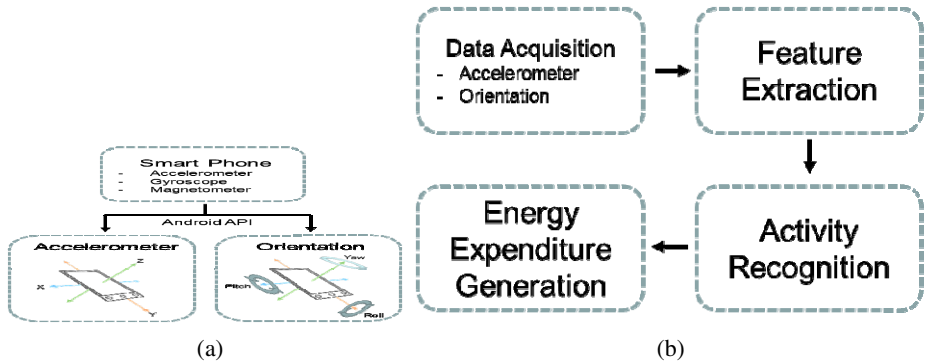 Smart Phone
- Accelerometer
- Gyroscope
- Magnetometer
Android API
Accelerometer
Z
X
Y
Orientation
Yaw
Pitch
Roll
(a)
Data Acquisition
- Accelerometer
- Orientation
Feature
Extraction
Activity
Recognition
Energy
Expenditure
Generation
(b)